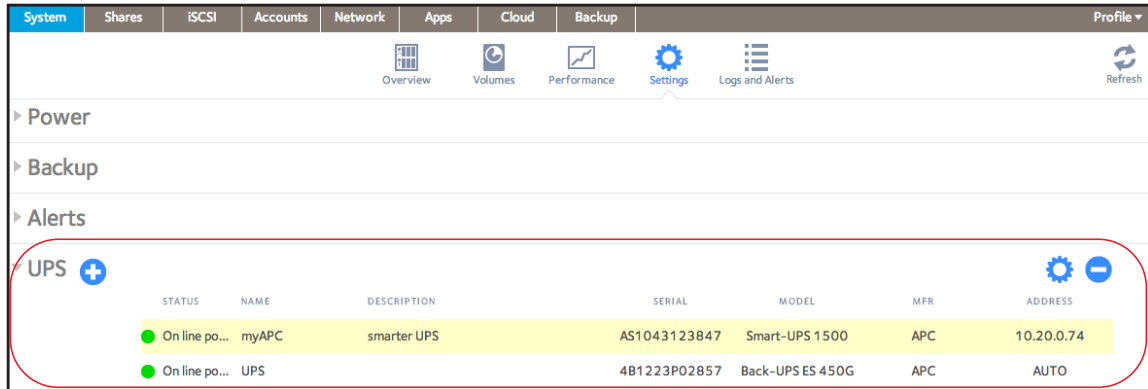 System Shares iSCSI Accounts Network Apps Cloud Backup Profile
Overview Volumes Performance Settings Logs and Alerts Refresh
Power
Backup
Alerts
UPS
STATUS NAME DESCRIPTION SERIAL MODEL MFR ADDRESS
On line po... myAPC smarter UPS AS1043123847 Smart-UPS 1500 APC 10.20.0.74
On line po... UPS 4B1223P02857 Back-UPS ES 450G APC AUTO